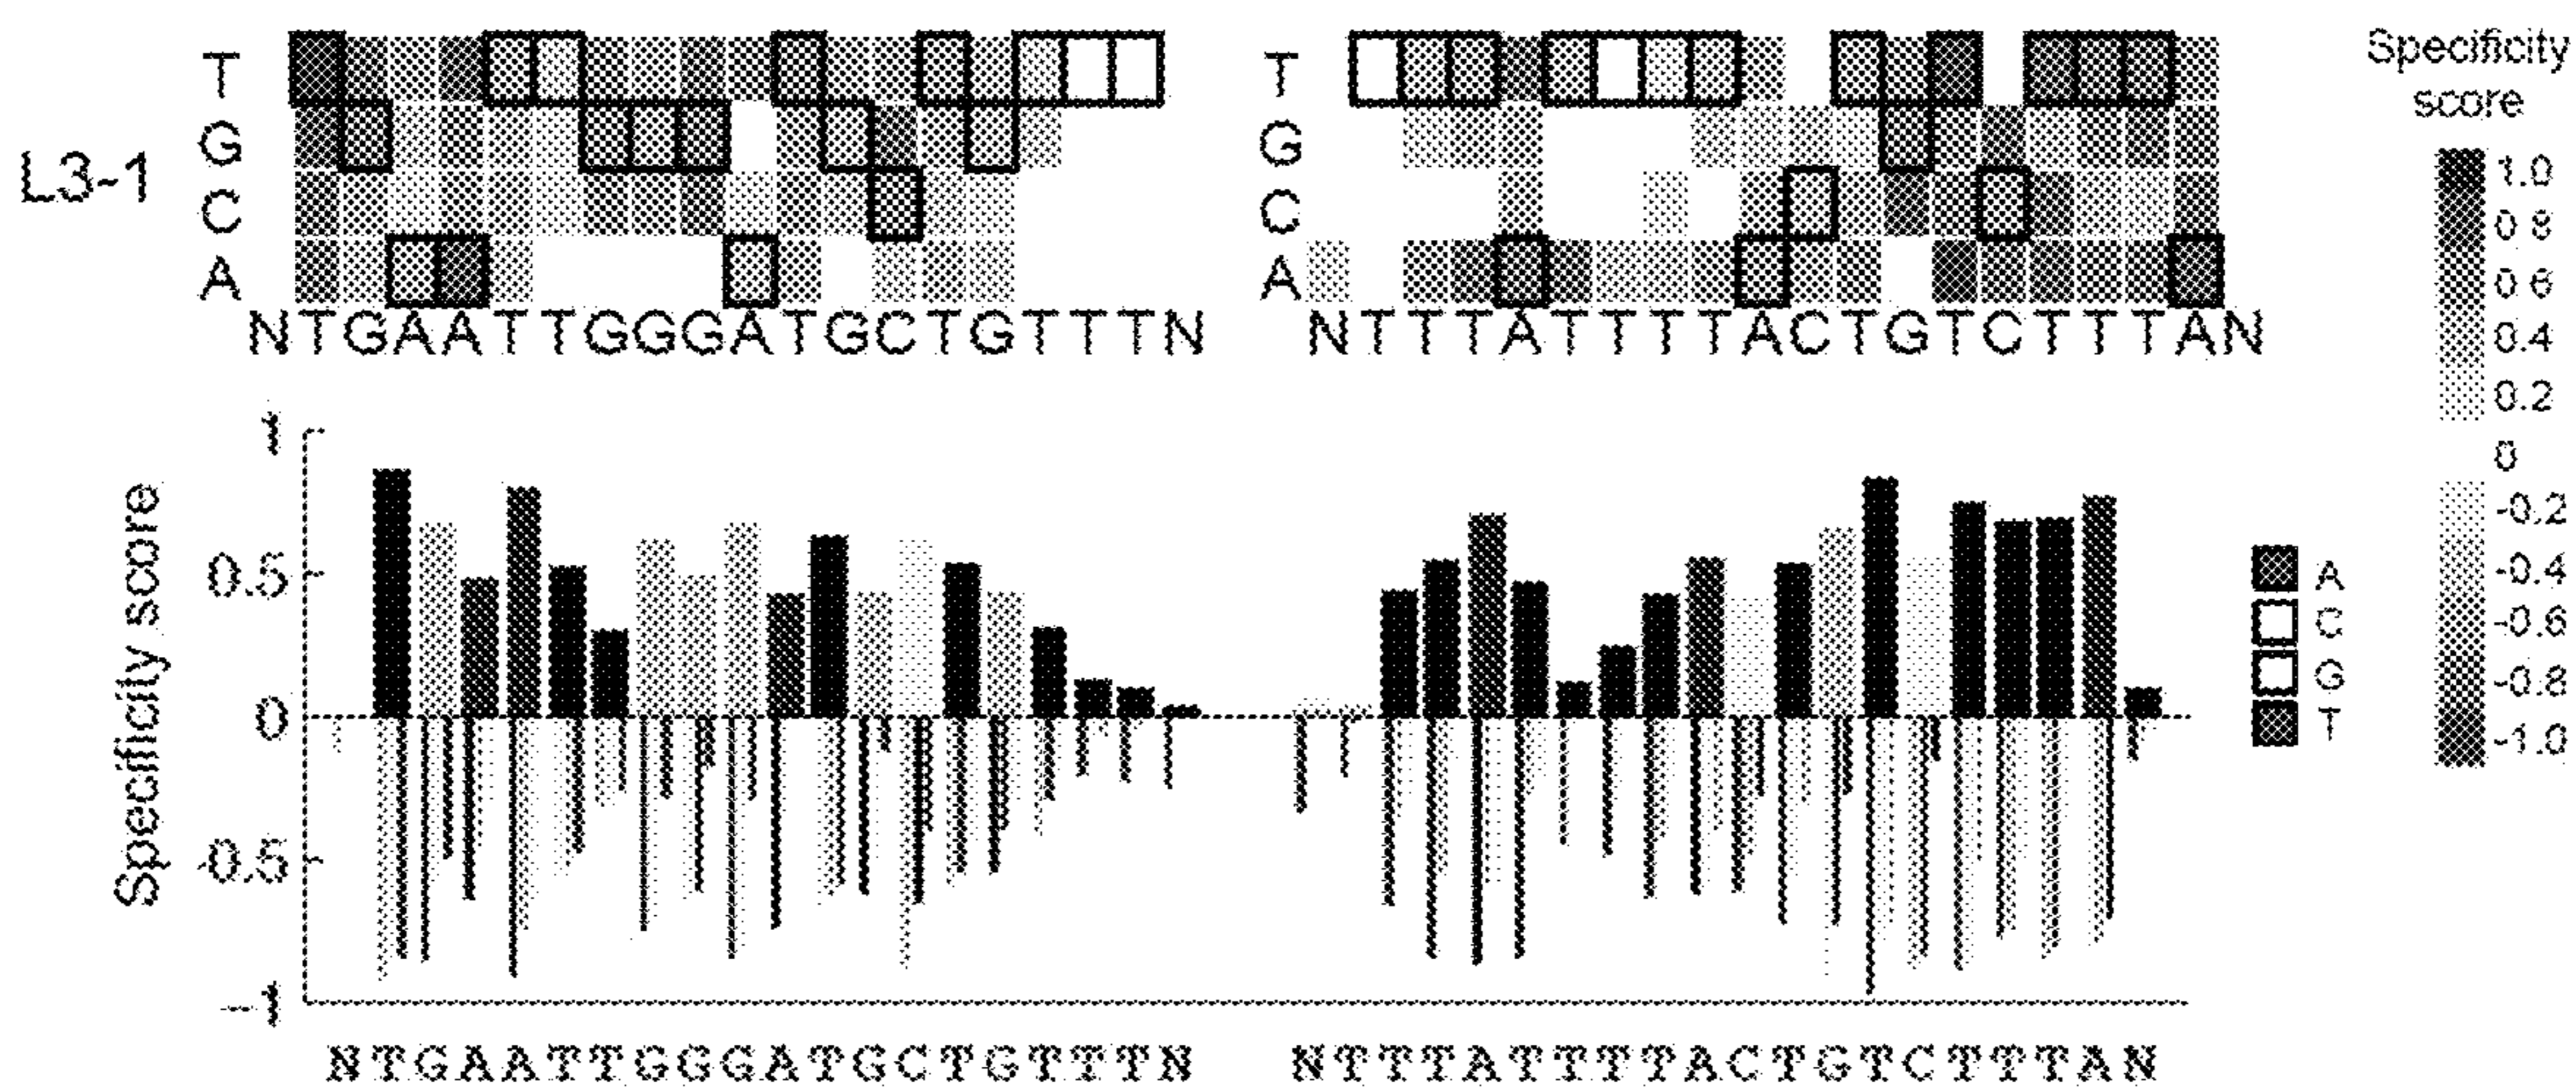 L3-1
T
G
C
A
NTGAATTGGGATGCTGTTTN
T
G
C
A
NTTTATTTTACTGTCTTTAN
Specificity
score
1.0
0.8
0.6
0.4
0.2
0
-0.2
-0.4
-0.6
-0.8
-1.0
Specificity score
1
0.5
0
-0.5
-1
NTGAATTGGGATGCTGTTTN
NTTTATTTTACTGTCTTTAN
A
C
G
T